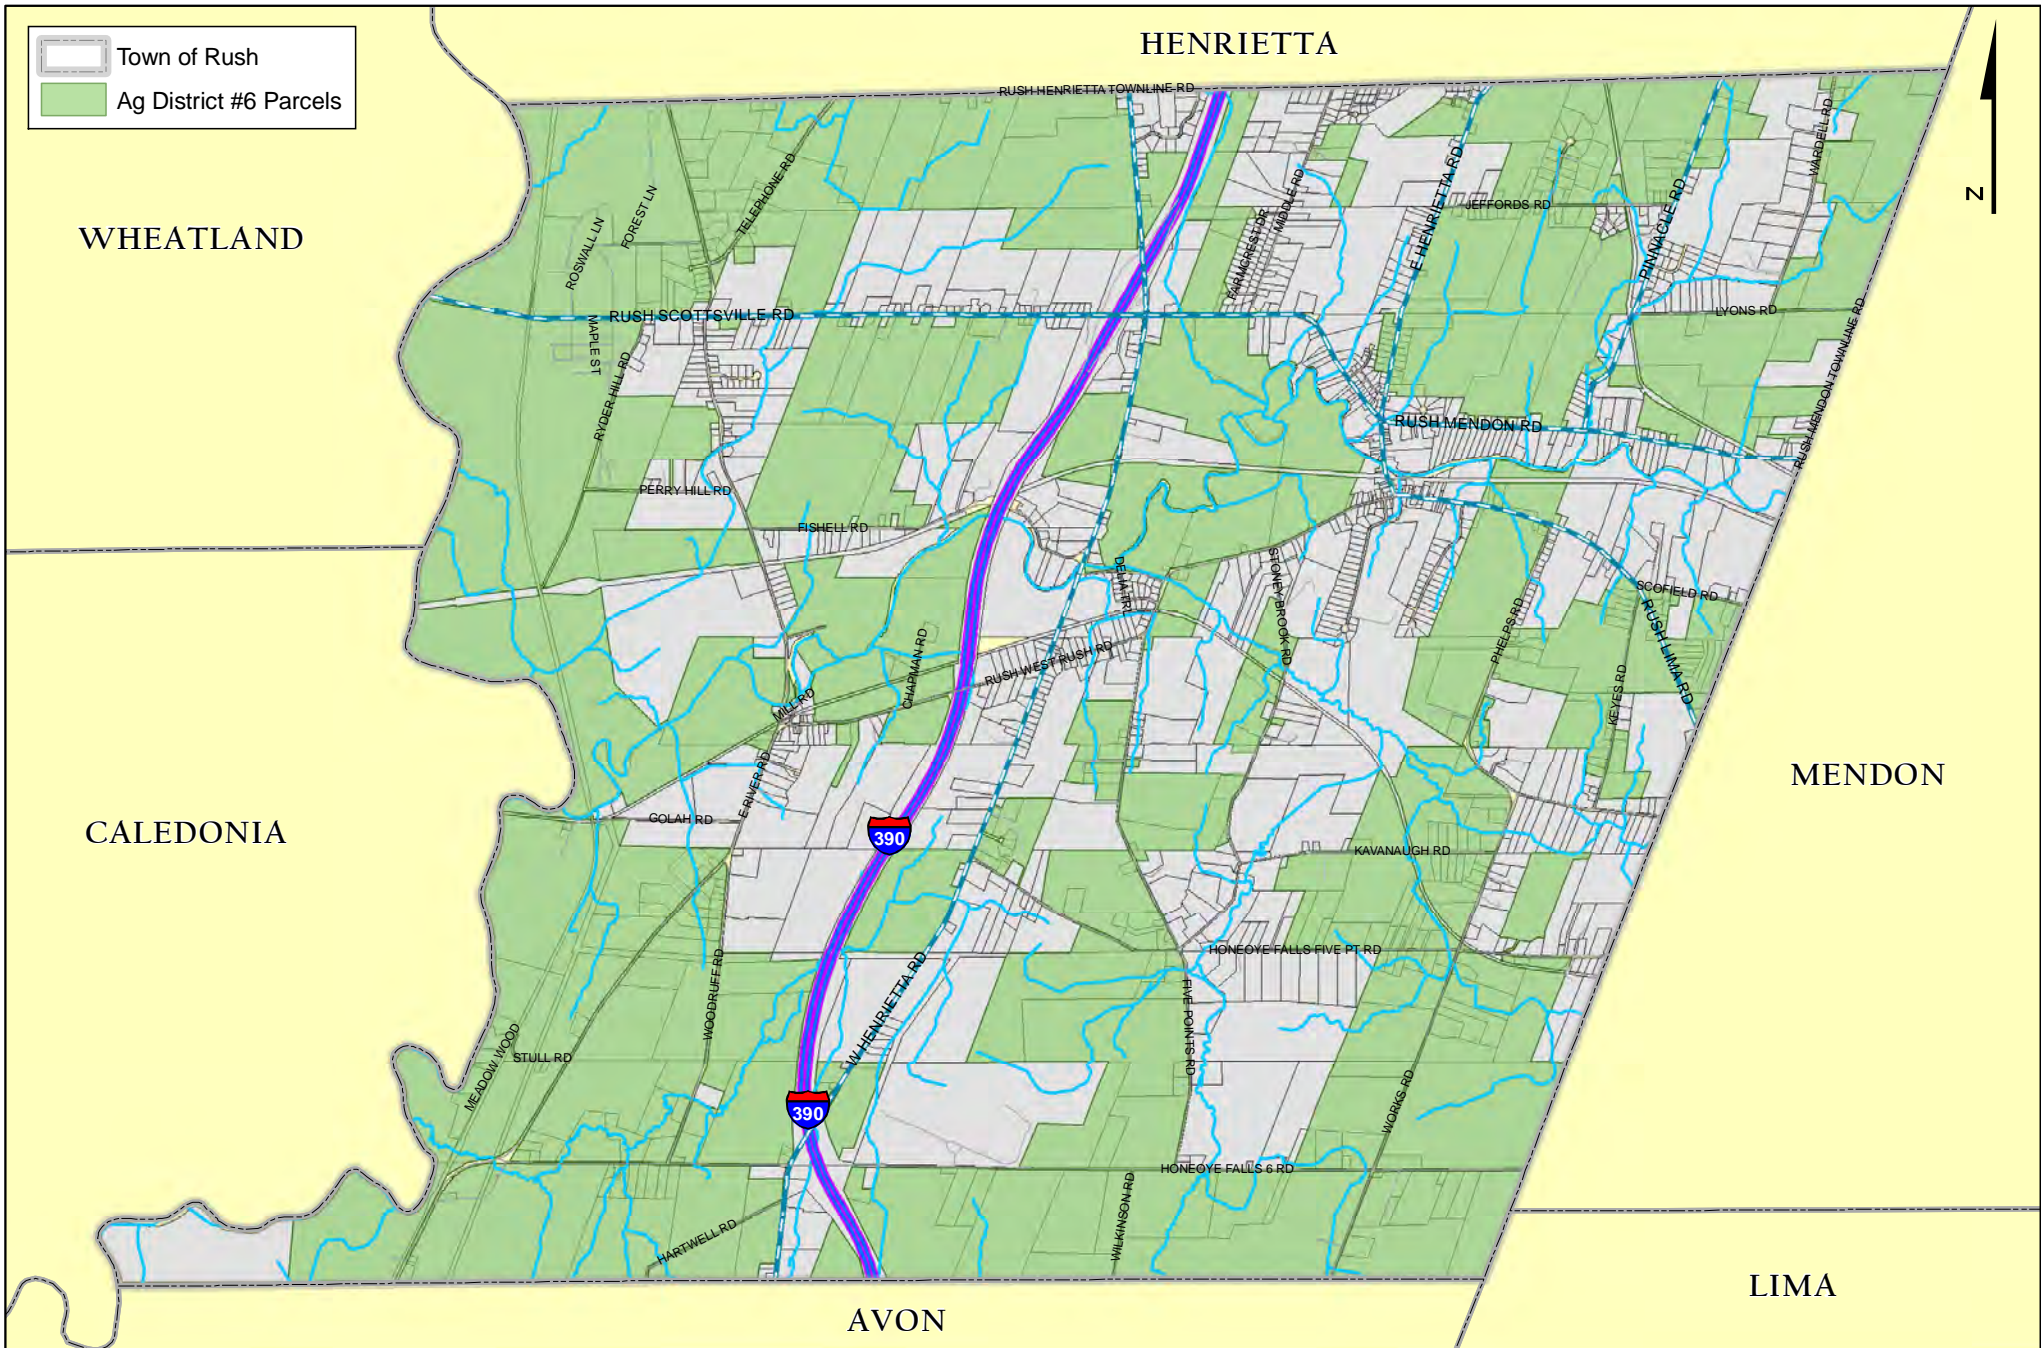 HENRIETTA
Town of Rush
Ag District #6 Parcels
RUSH HENRIETTA TOWNLINE RD
WARDELL RD
TELEPHONE RD
E HENRIETTA RD
MIDDLE RD
JEFFORDS RD
PINNACLE RD
N
FOREST LN
ROSWALL LN
FARMCREST DR
WHEATLAND
RUSH SCOTTSVILLE RD
LYONS RD
MAPLE ST
RYDER HILL RD
RUSH MENDON TOWNLINE RD
RUSH MENDON RD
PERRY HILL RD
FISHELL RD
DELIA TRL
STONEY BROOK RD
SCOFIELD RD
PHELPS RD
RUSH LIMA RD
CHAPMAN RD
RUSH WEST RUSH RD
KEYES RD
MILL RD
MENDON
E RIVER RD
GOLAH RD
CALEDONIA
390
KAVANAUGH RD
HONEOYE FALLS FIVE PT RD
WOODRUFF RD
W HENRIETTA RD
FIVE POINTS RD
STULL RD
MEADOW WOOD
390
WORKS RD
HONEOYE FALLS 6 RD
WILKINSON RD
HARTWELL RD
LIMA
AVON